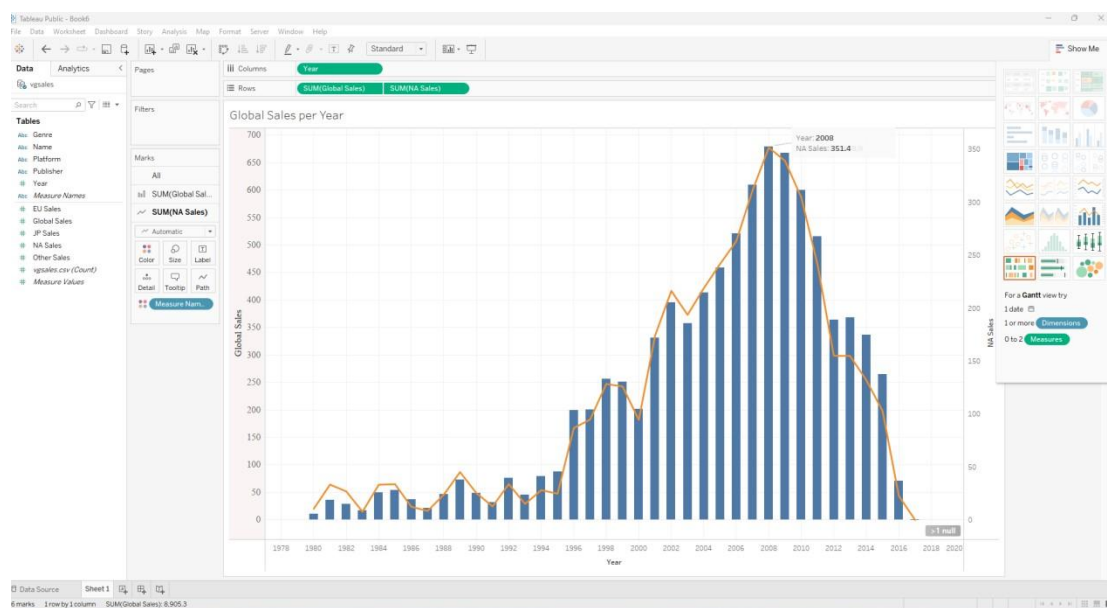 Tableau Public - Book6
File Data Worksheet Dashboard Story Analysis Map Format Server Window Help
Standard
Show Me
Data Analytics
Pages
Columns Year
vgsales
Rows SUM(Global Sales) SUM(NA Sales)
Search
Filters
Tables
Abc Genre
Abc Name
Abc Platform
Abc Publisher
# Year
Abc Measure Names
# EU Sales
# Global Sales
# JP Sales
# NA Sales
# Other Sales
# vgsales.csv (Count)
# Measure Values
Marks
All
SUM(Global Sal..
SUM(NA Sales)
Automatic
Color Size Label
Detail Tooltip Path
Measure Nam..
Global Sales per Year
Year: 2008
NA Sales: 351.4
700
650
600
550
500
450
400
350
300
250
200
150
100
50
0
Global Sales
350
300
250
200
150
100
50
0
NA Sales
>1 null
1978 1980 1982 1984 1986 1988 1990 1992 1994 1996 1998 2000 2002 2004 2006 2008 2010 2012 2014 2016 2018 2020
Year
For a Gantt view try
1 date
1 or more Dimensions
0 to 2 Measures
Data Source Sheet 1
6 marks 1 row by 1 column SUM(Global Sales): 8,905.3